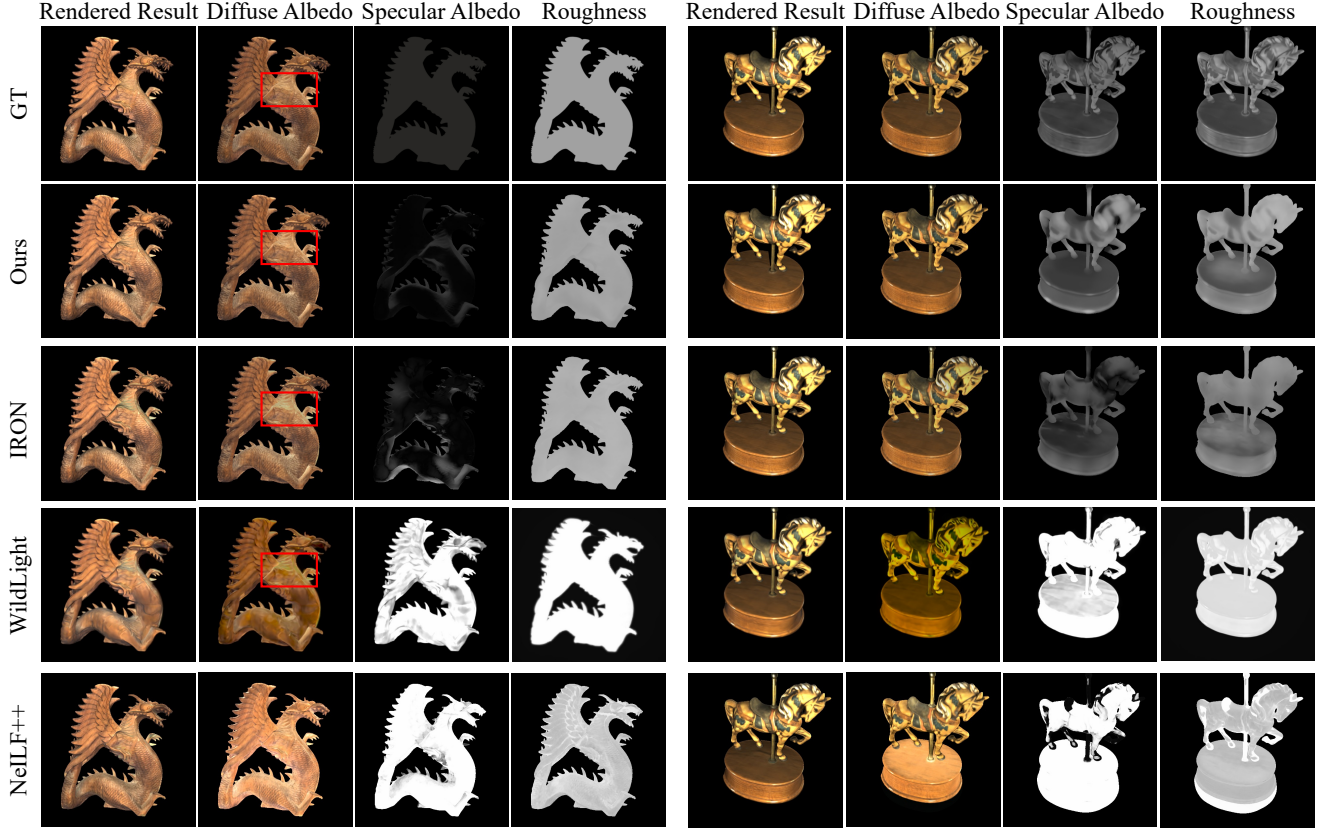 Rendered Result Diffuse Albedo Specular Albedo Roughness Rendered Result Diffuse Albedo Specular Albedo Roughness
GT
Ours
IRON
WildLight
NeILF++